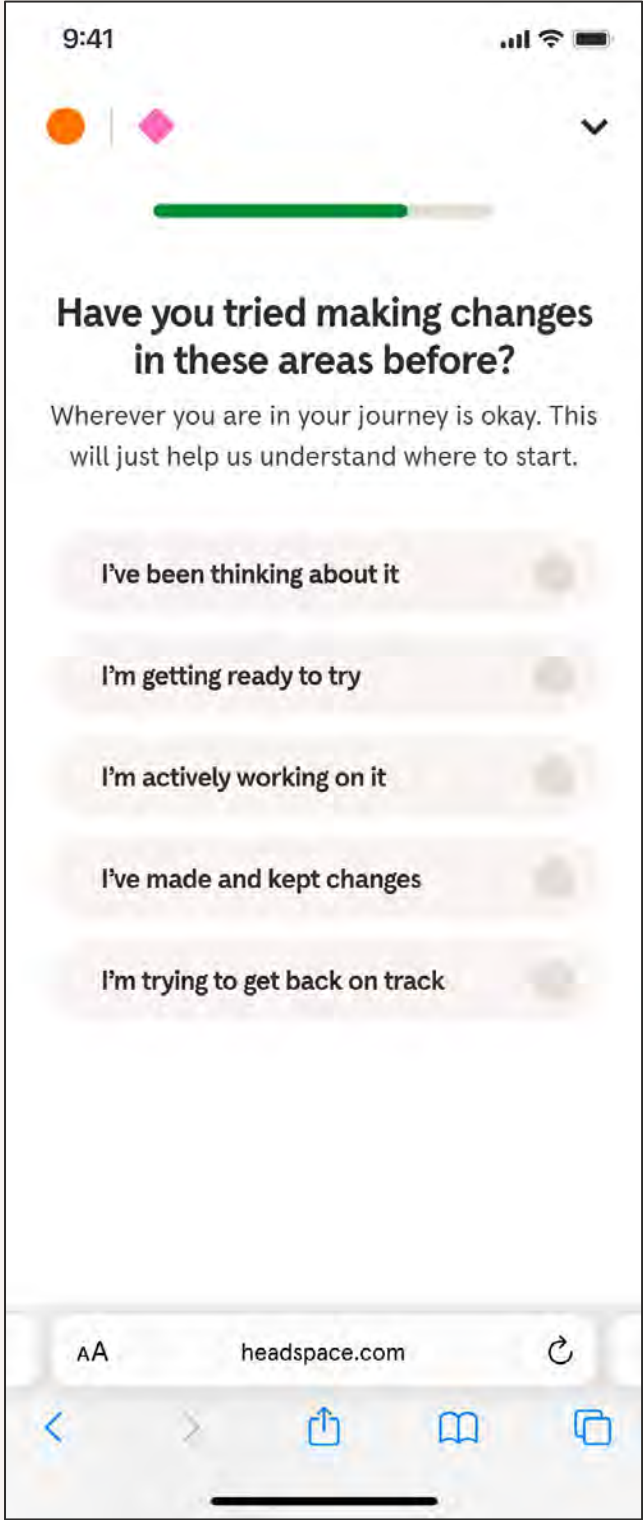 9:41
Have you tried making changes
in these areas before?
Wherever you are in your journey is okay. This
will just help us understand where to start.
I've been thinking about it
I'm getting ready to try
I'm actively working on it
I've made and kept changes
I'm trying to get back on track
AA headspace.com